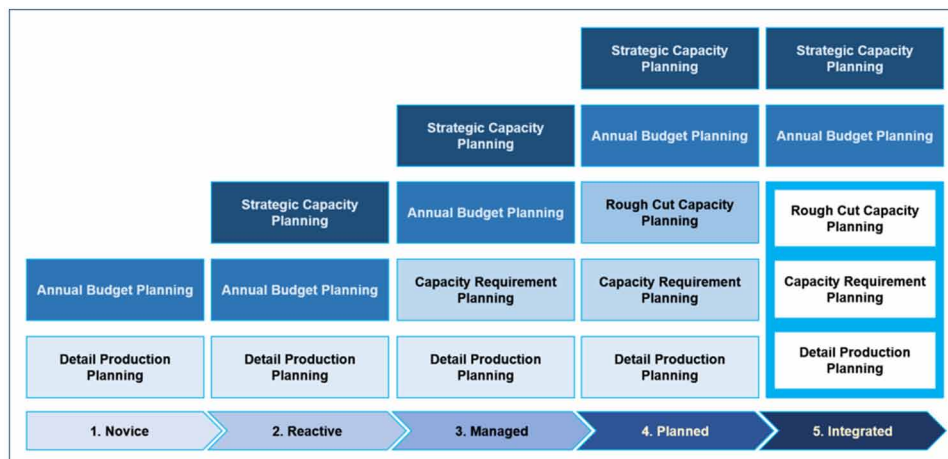 Strategic Capacity
Planning
Strategic Capacity
Planning
Strategic Capacity
Planning
Annual Budget Planning
Annual Budget Planning
Strategic Capacity
Planning
Annual Budget Planning
Rough Cut Capacity
Planning
Rough Cut Capacity
Planning
Annual Budget Planning
Annual Budget Planning
Capacity Requirement
Planning
Capacity Requirement
Planning
Capacity Requirement
Planning
Detail Production
Planning
Detail Production
Planning
Detail Production
Planning
Detail Production
Planning
Detail Production
Planning
1. Novice
2. Reactive
3. Managed
4. Planned
5. Integrated